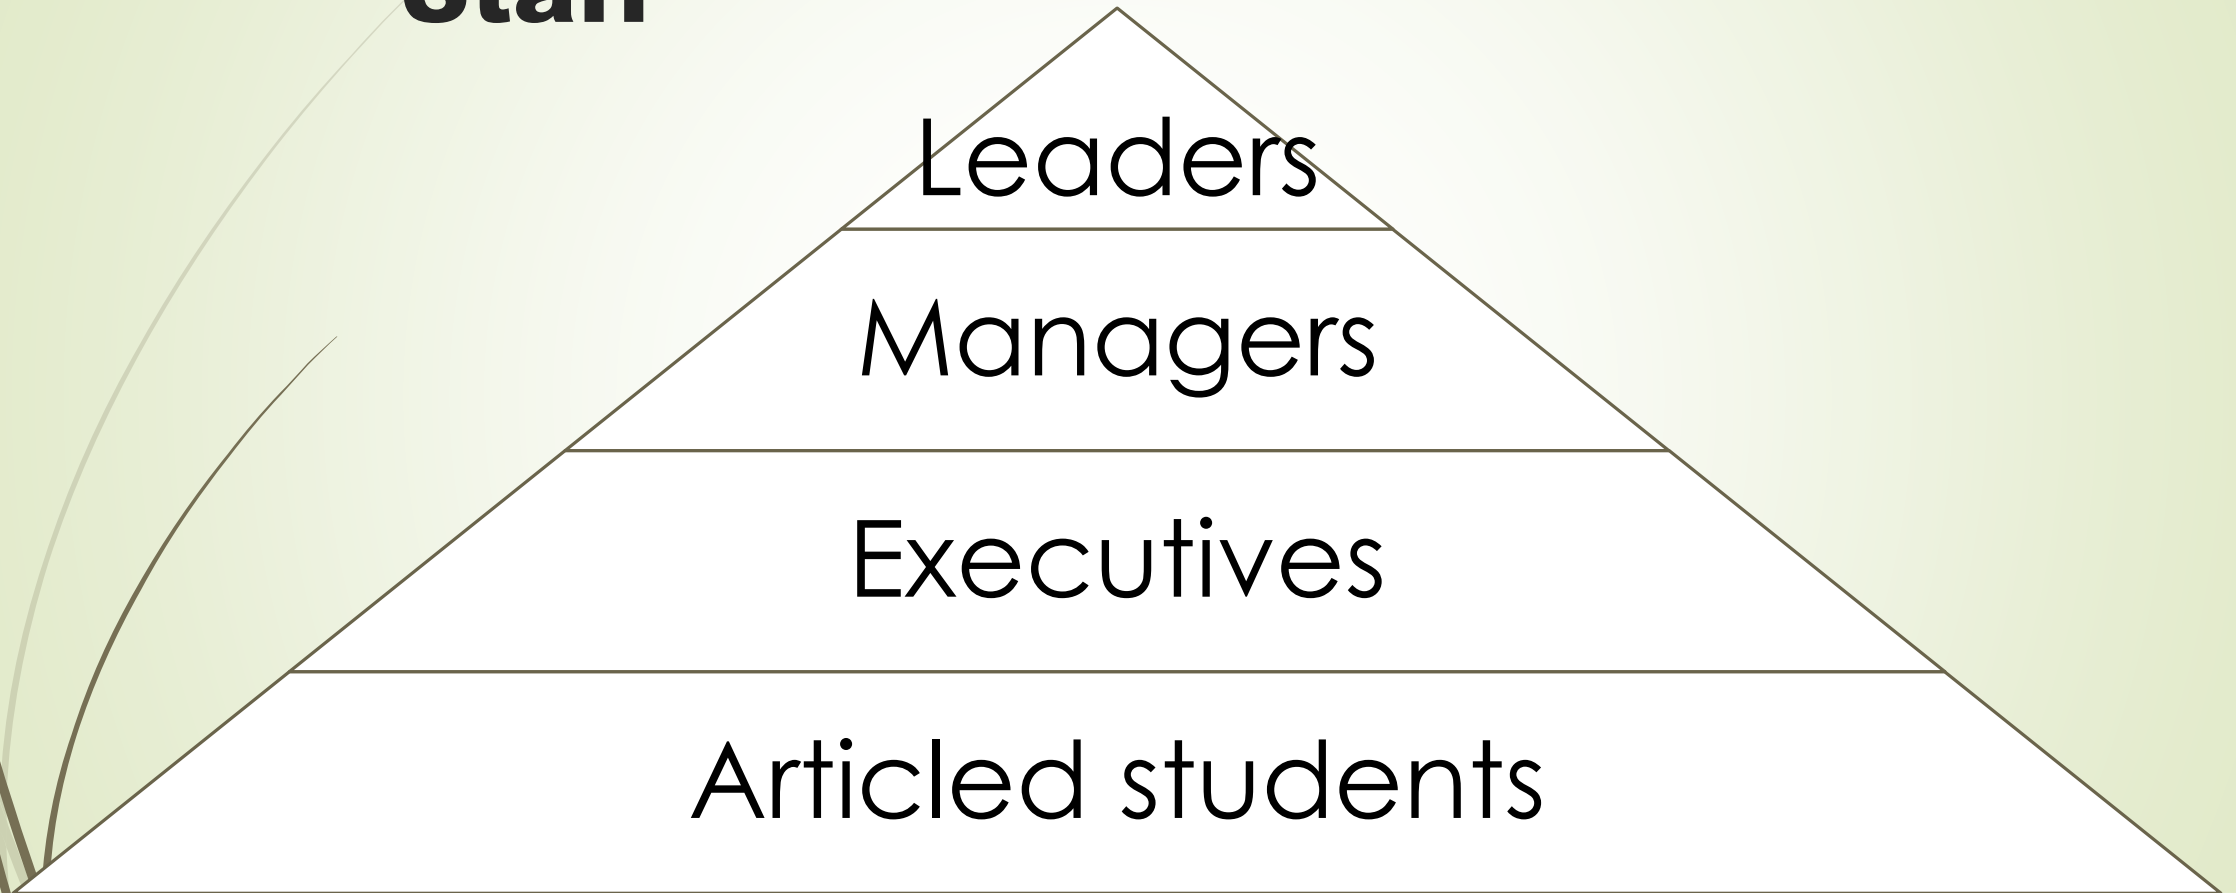 Leaders
Managers
Executives
Articled students